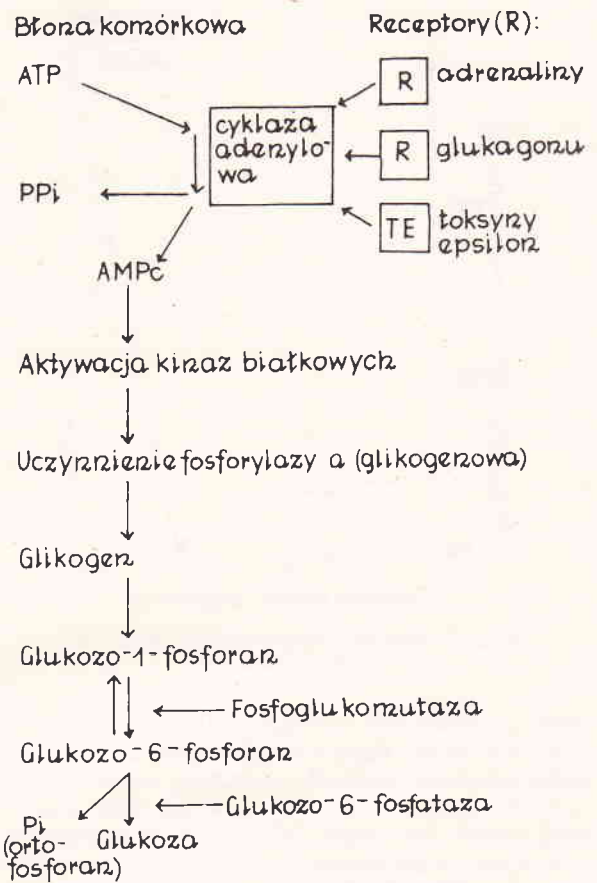 Błona komórkowa
Receptory (R):
ATP
R adrenaliny
cyklaza
adenylo-
wa
R glukagonu
PPi
TE toksyny
epsilon
AMPc
Aktywacja kinaz białkowych
Uczynnienie fosforylazy a (glikogenowa)
Glikogen
Glukozo-1-fosforan
Fosfoglukomutaza
Glukozo-6-fosforan
Glukozo-6-fosfataza
Pi
(orto-
fosforan)
Glukoza